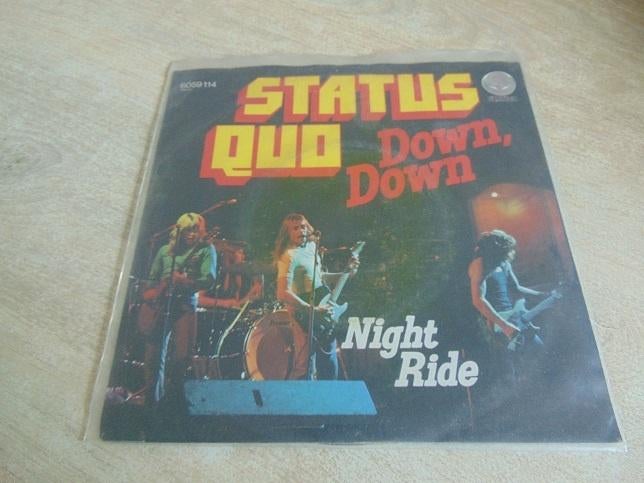 6059 114
STATUS
QUO
Down,
Down
Night
Ride